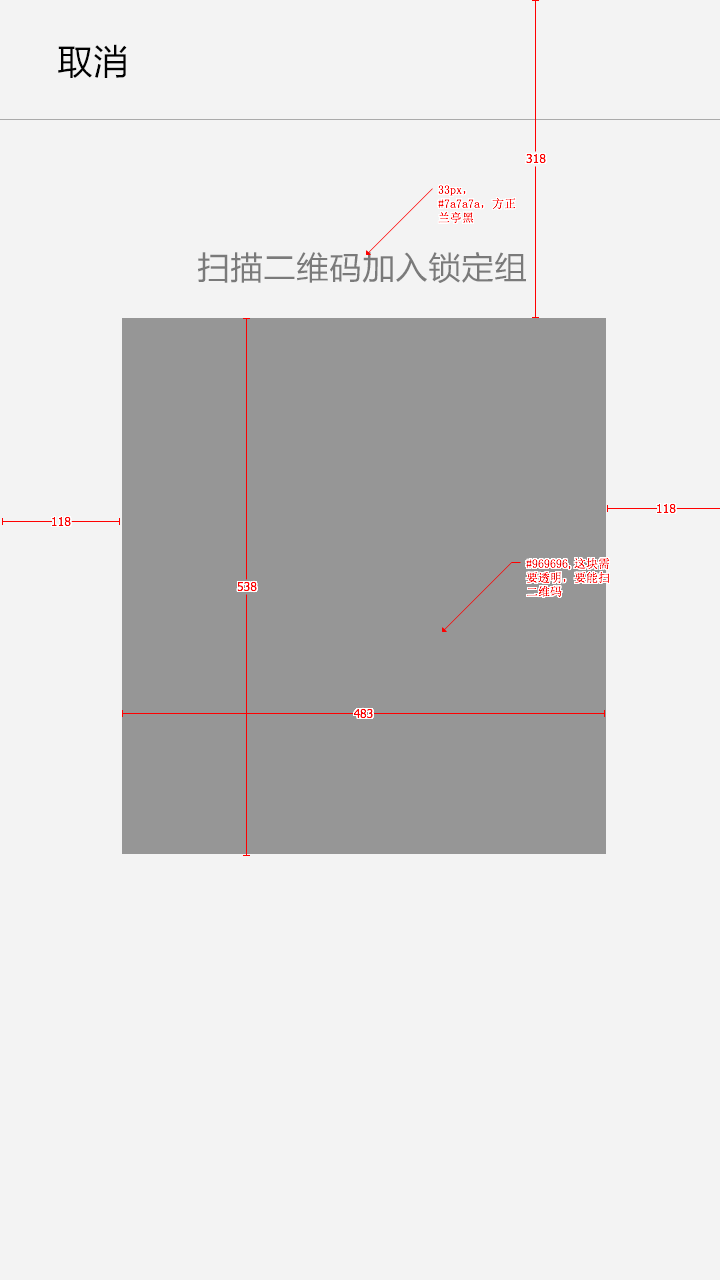 取消
318
33px,
#7a7a7a, 方正
兰亭黑
扫描二维码加入锁定组
118
118
#969696,这块需
要透明, 要能扫
二维码
538
483